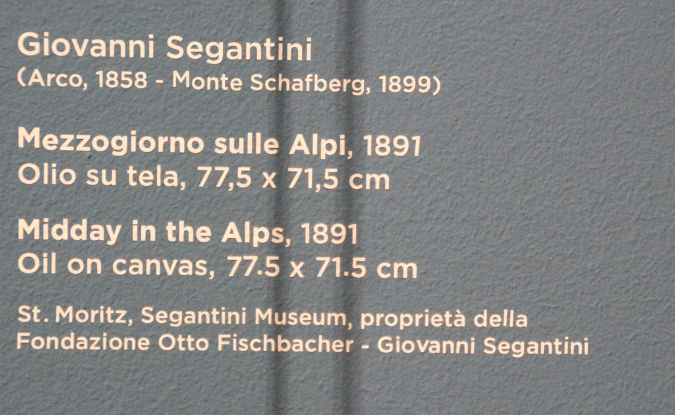 Giovanni Segantini
(Arco, 1858 - Monte Schafberg, 1899)
Mezzogiorno sulle Alpi, 1891
Olio su tela, 77,5 x 71,5 cm
Midday in the Alps, 1891
Oil on canvas, 77.5 x 71.5 cm
St. Moritz, Segantini Museum, proprietà della
Fondazione Otto Fischbacher - Giovanni Segantini